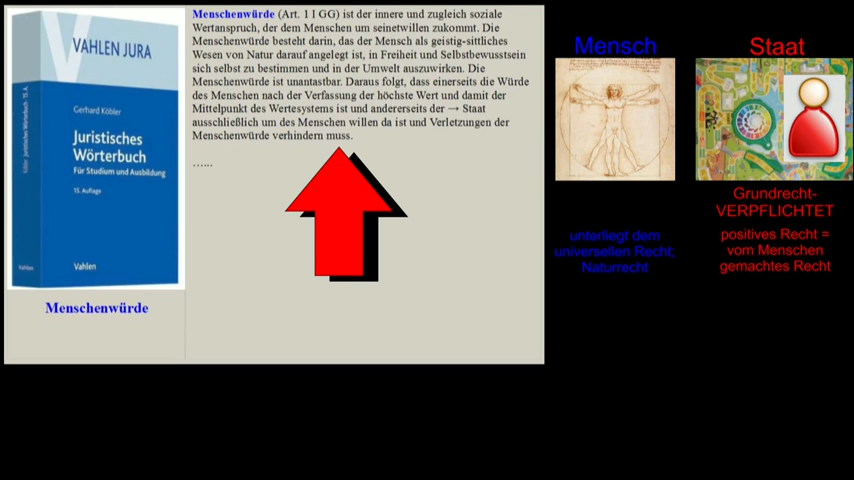 VAHLEN JURA
Gerhard Köbler
Juristisches
Wörterbuch
Für Studium und Ausbildung
15. Auflage
Vahlen
Vahlen
Menschenwürde
Menschenwürde (Art. 1 I GG) ist der innere und zugleich soziale
Wertanspruch, der dem Menschen um seinetwillen zukommt. Die
Menschenwürde besteht darin, das der Mensch als geistig-sittliches
Wesen von Natur darauf angelegt ist, in Freiheit und Selbstbewusstsein
sich selbst zu bestimmen und in der Umwelt auszuwirken. Die
Menschenwürde ist unantastbar. Daraus folgt, dass einerseits die Würde
des Menschen nach der Verfassung der höchste Wert und damit der
Mittelpunkt des Wertesystems ist und andererseits der → Staat
ausschließlich um des Menschen willen da ist und Verletzungen der
Menschenwürde verhindern muss.
......
Mensch
unterliegt dem
universellen Recht;
Naturrecht
Staat
Grundrecht-
VERPFLICHTET
positives Recht =
vom Menschen
gemachtes Recht